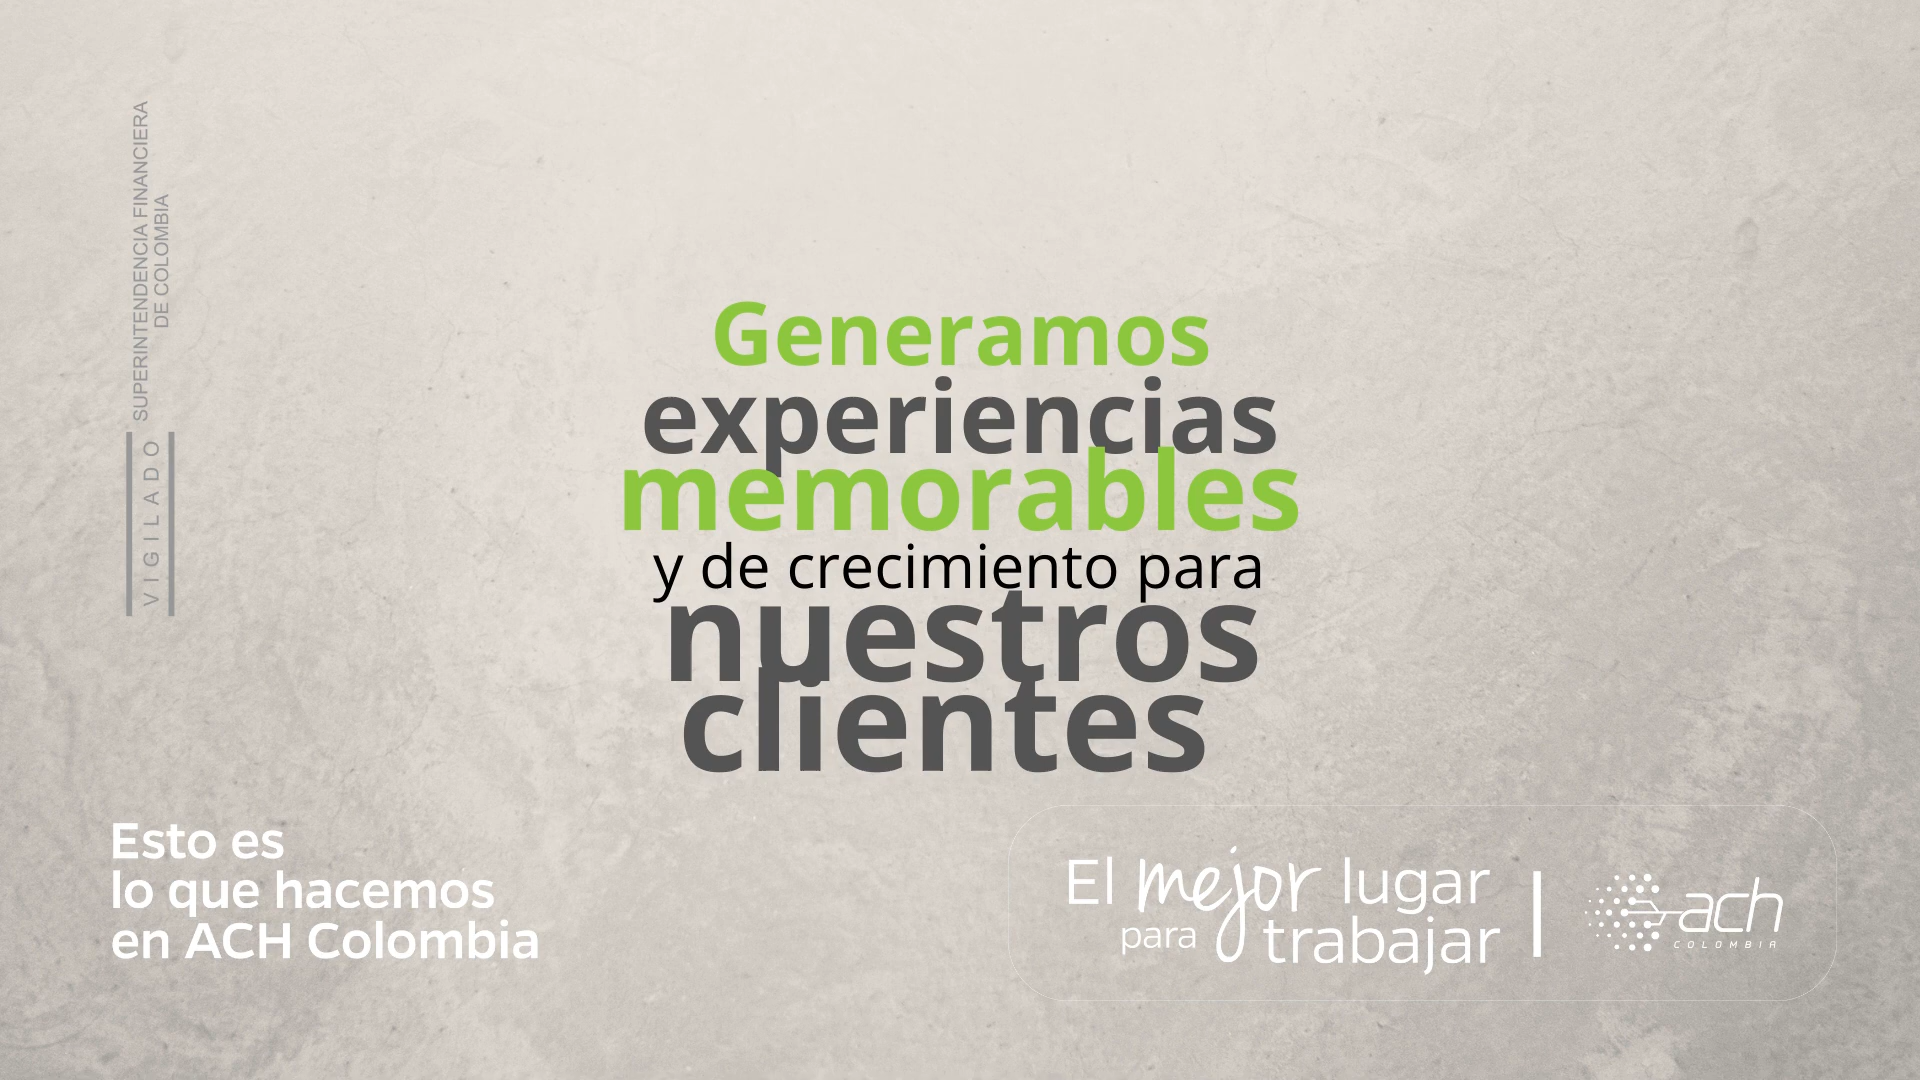 VIGILADO SUPERINTENDENCIA FINANCIERA
DE COLOMBIA
Generamos
experiencias
memorables
y de crecimiento para
nuestros
clientes
Esto es
lo que hacemos
en ACH Colombia
El mejor lugar
para trabajar
ach
COLOMBIA